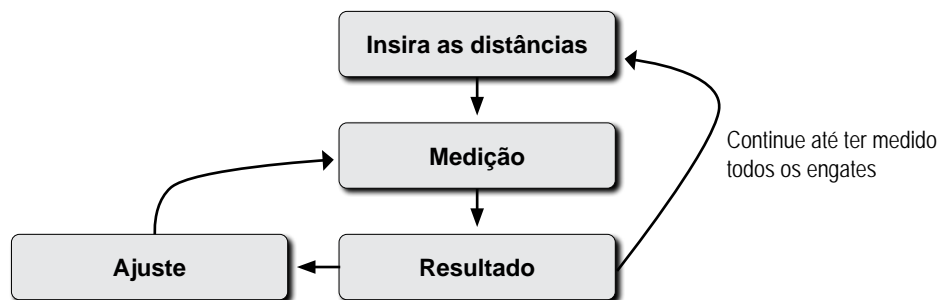 Insira as distâncias
Continue até ter medido
todos os engates
Medição
Ajuste
Resultado